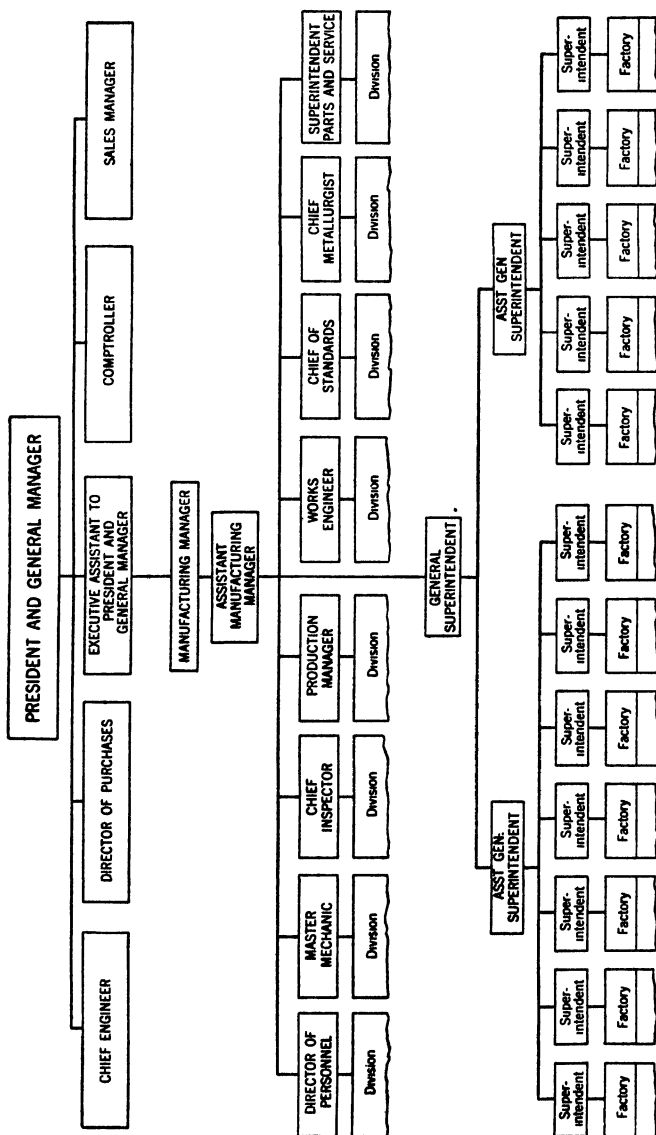 PRESIDENT AND GENERAL MANAGER
CHIEF ENGINEER
DIRECTOR OF PURCHASES
EXECUTIVE ASSISTANT TO
PRESIDENT AND
GENERAL MANAGER
COMPTROLLER
SALES MANAGER
MANUFACTURING MANAGER
ASSISTANT
MANUFACTURING
MANAGER
DIRECTOR OF
PERSONNEL
Division
MASTER
MECHANIC
Division
CHIEF
INSPECTOR
Division
PRODUCTION
MANAGER
Division
WORKS
ENGINEER
Division
CHIEF OF
STANDARDS
Division
CHIEF
METALLURGIST
Division
SUPERINTENDENT
PARTS AND SERVICE
Division
GENERAL
SUPERINTENDENT
ASST GEN.
SUPERINTENDENT
ASST GEN
SUPERINTENDENT
Super-
intendent
Factory
Super-
intendent
Factory
Super-
intendent
Factory
Super-
intendent
Factory
Super-
intendent
Factory
Super-
intendent
Factory
Super-
intendent
Factory
Super-
intendent
Factory
Super-
intendent
Factory
Super-
intendent
Factory
Super-
intendent
Factory
Super-
intendent
Factory